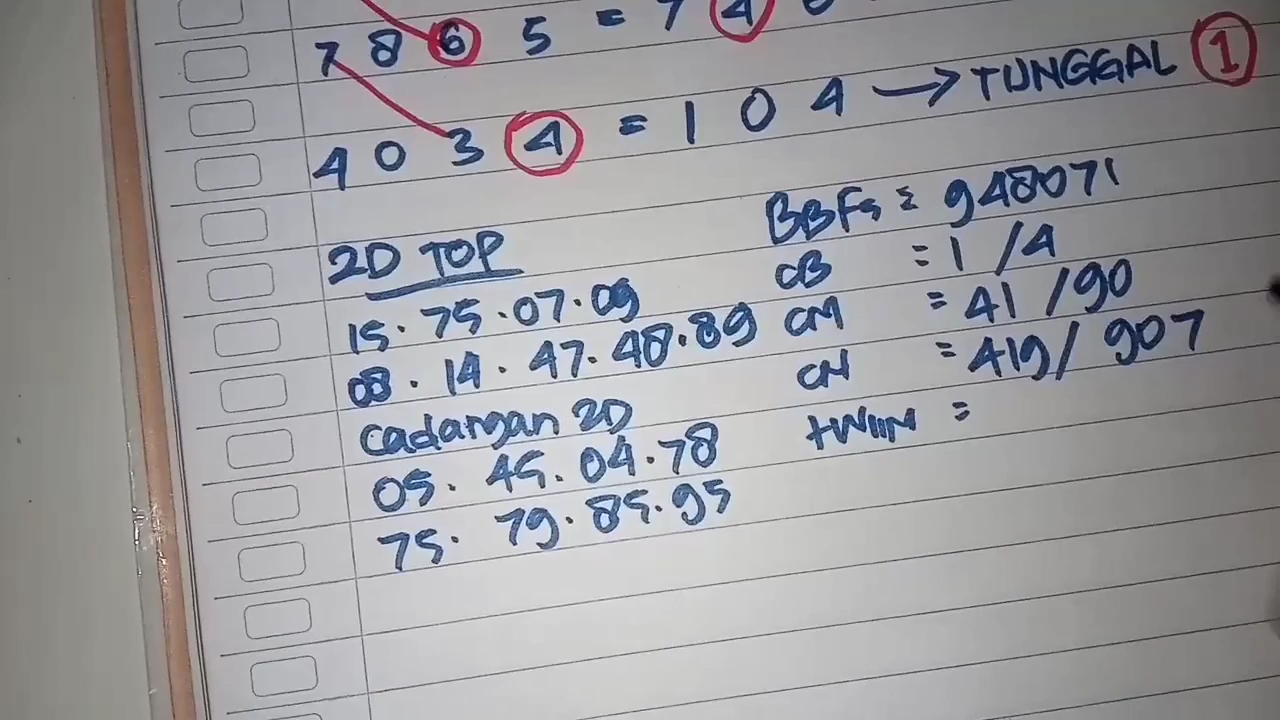 7 8 6 5 = 7 4
4 0 3 4 = 1 0 4 → TUNGGAL 1
2D TOP
15. 75. 07. 09
08. 14. 47. 48. 89
Cadangan 2D
05. 45. 04. 78
75. 79. 85. 95
BBFS = 948071
CB = 1 / 4
CM = 41 / 90
CN = 419 / 907
TWIIN =